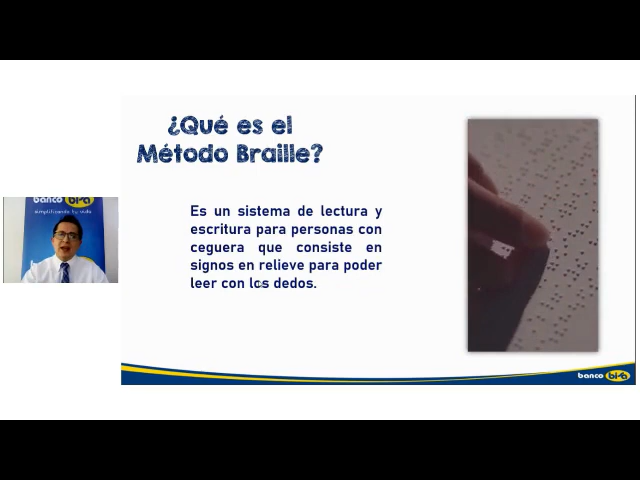 ¿Qué es el
Método Braille?
Es un sistema de lectura y
escritura para personas con
ceguera que consiste en
signos en relieve para poder
leer con los dedos.
banco bi-a
simplificando tu vida
banco bi-a